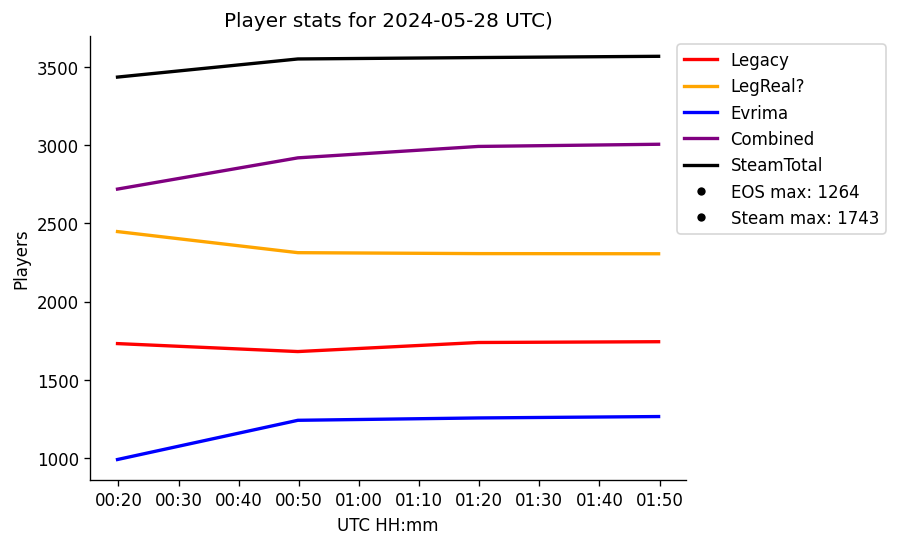 Player stats for 2024-05-28 UTC)
Players
3500
3000
2500
2000
1500
1000
00:20 00:30 00:40 00:50 01:00 01:10 01:20 01:30 01:40 01:50
UTC HH:mm
Legacy
LegReal?
Evrima
Combined
SteamTotal
EOS max: 1264
Steam max: 1743